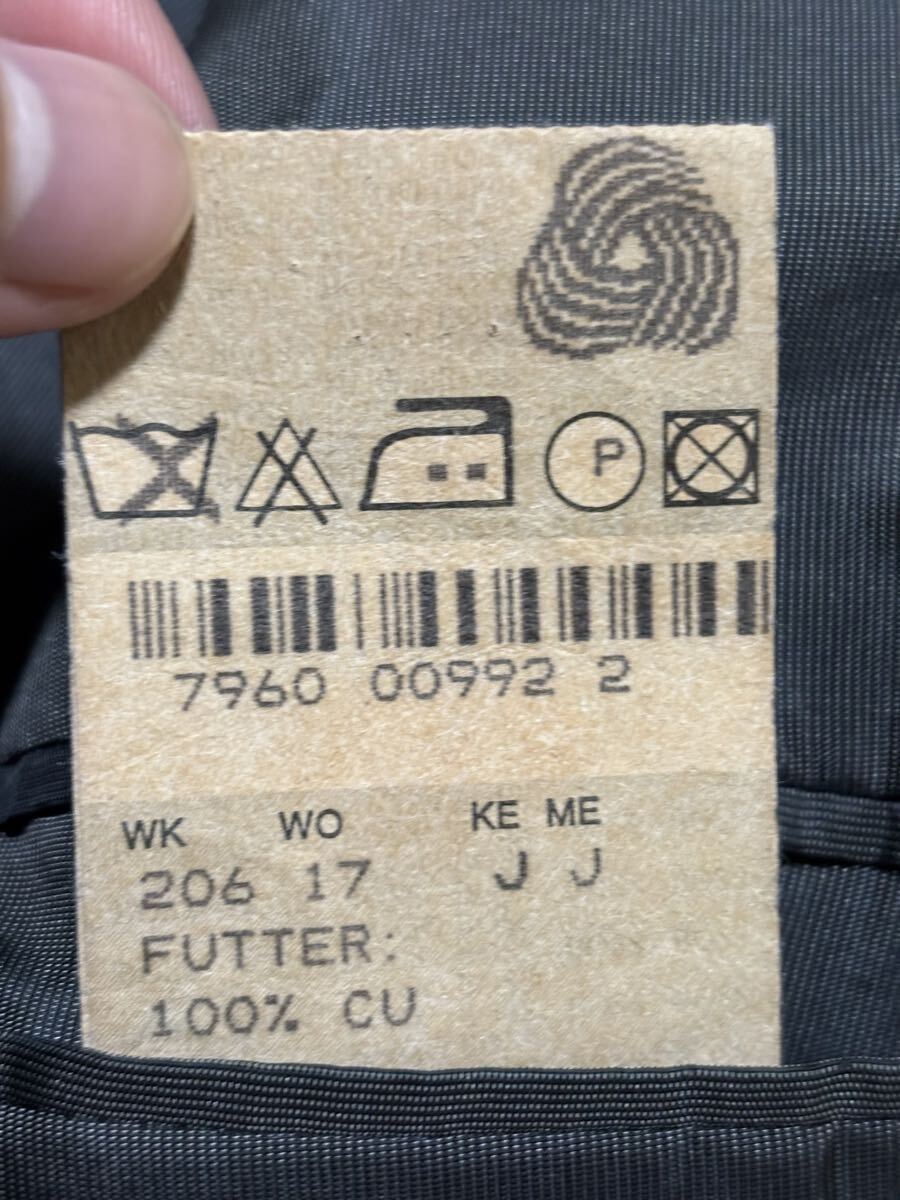 P
7960 00992 2
WK WO KE ME
206 17 J J
FUTTER:
100% CU